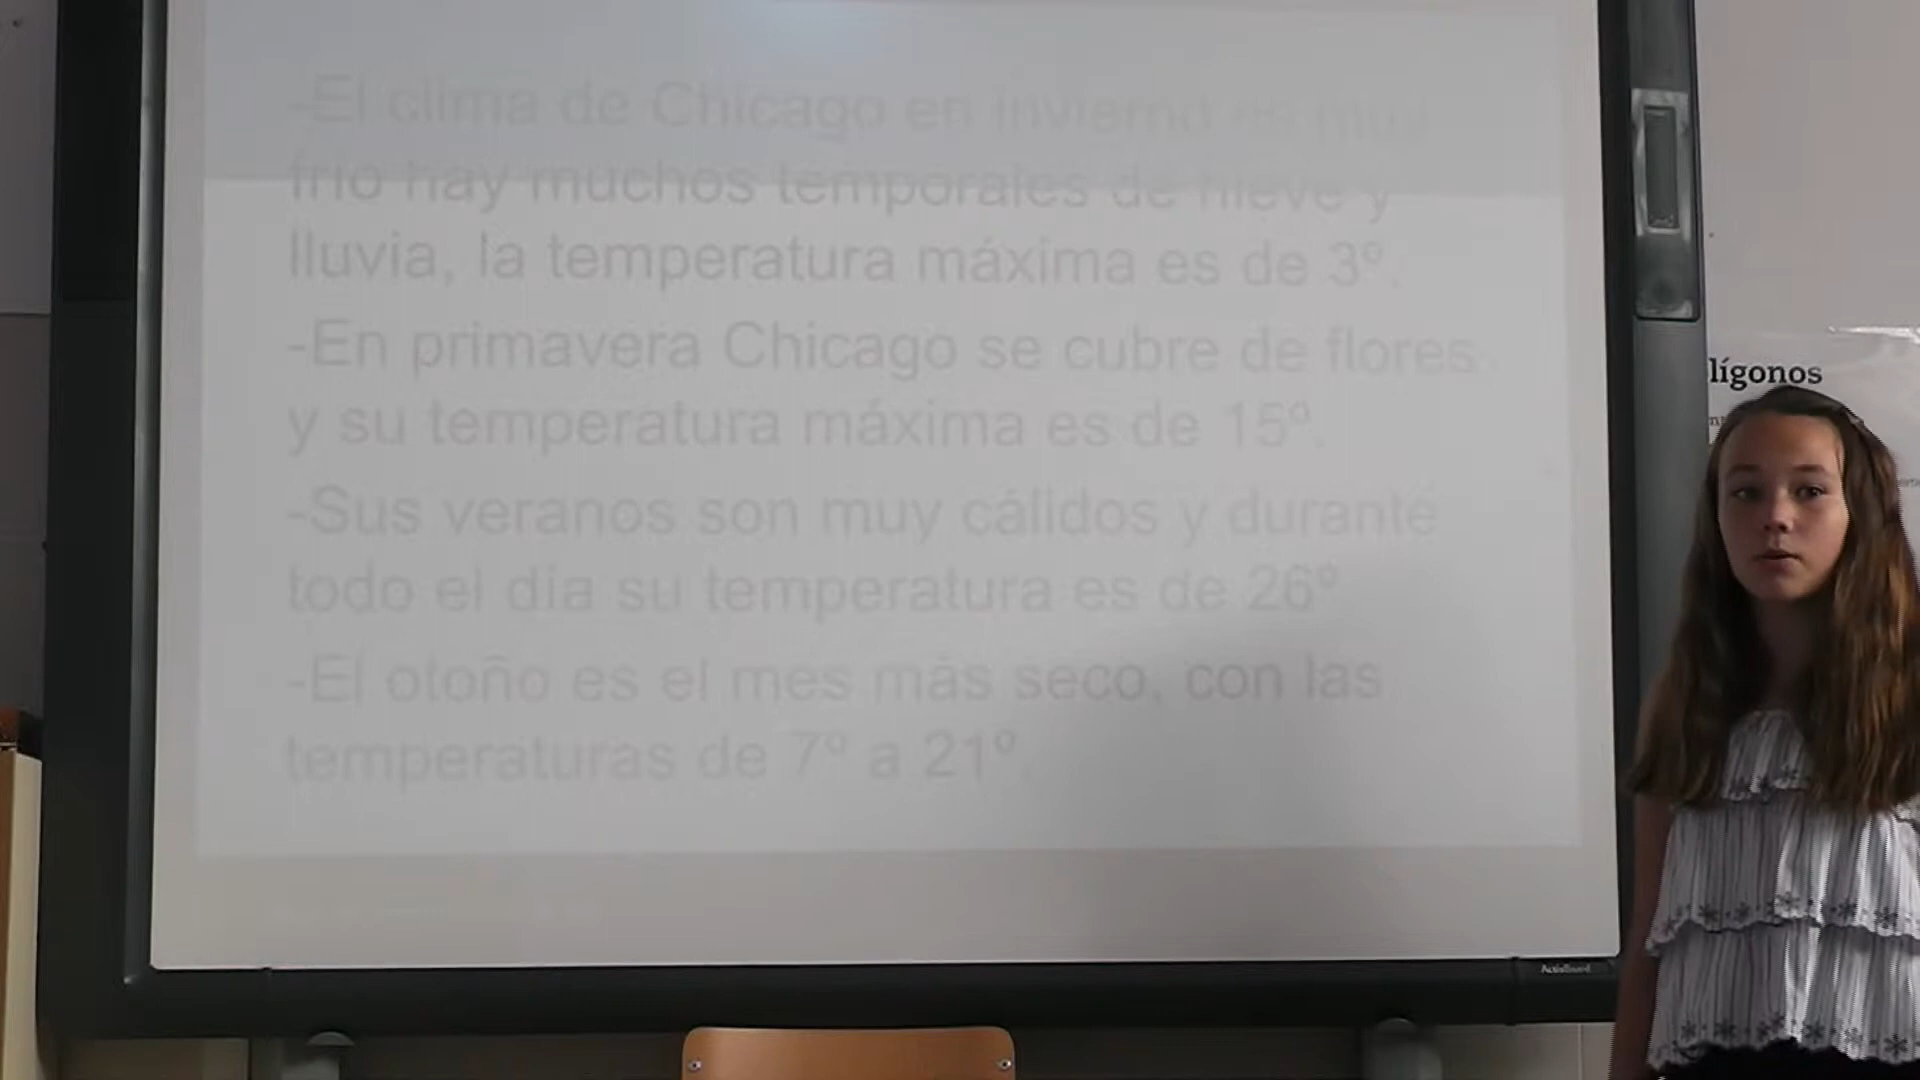 -El clima de Chicago en invierno es muy
frio hay muchos temporales de nieve y
lluvia, la temperatura máxima es de 3º.
-En primavera Chicago se cubre de flores
y su temperatura máxima es de 15º.
-Sus veranos son muy cálidos y durante
todo el dia su temperatura es de 26º
-El otoño es el mes más seco, con las
temperaturas de 7º a 21º
lígonos
ActivBoard